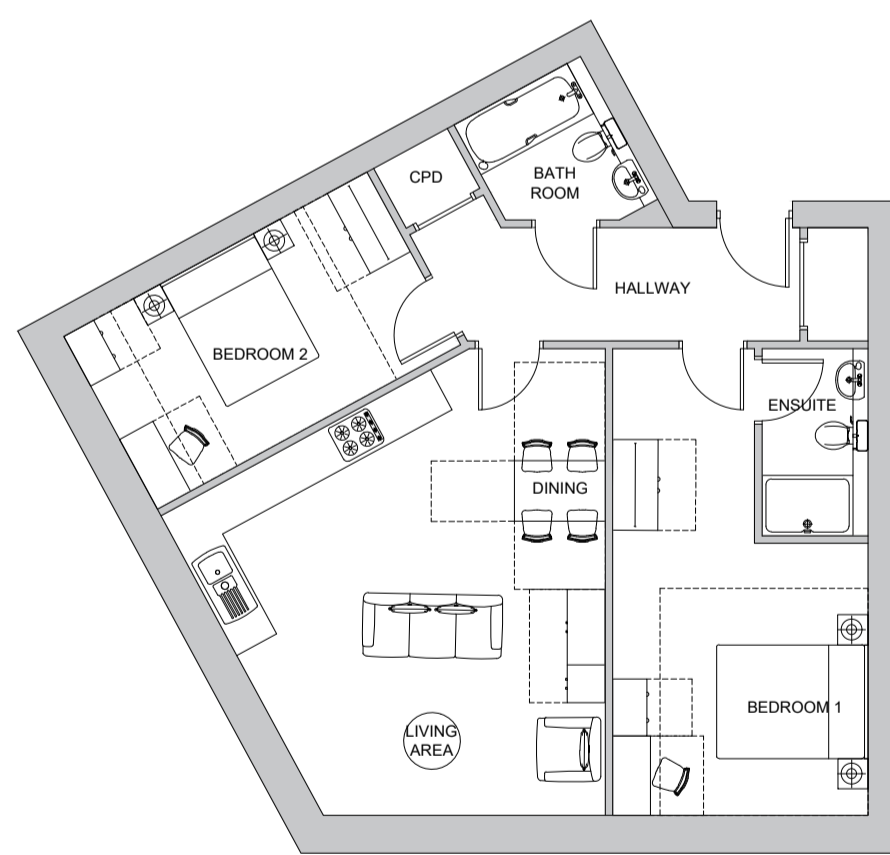 CPD
BATH
ROOM
HALLWAY
BEDROOM 2
ENSUITE
DINING
BEDROOM 1
LIVING
AREA